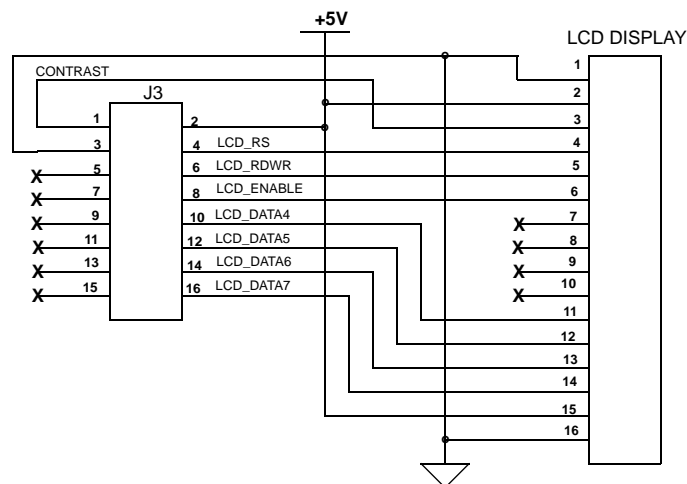 +5V
LCD DISPLAY
CONTRAST
J3
1 2
3 4 LCD_RS
5 6 LCD_RDWR
7 8 LCD_ENABLE
9 10 LCD_DATA4
11 12 LCD_DATA5
13 14 LCD_DATA6
15 16 LCD_DATA7
X
X
X
X
X
X
1
2
3
4
5
6
X 7
X 8
X 9
X 10
11
12
13
14
15
16